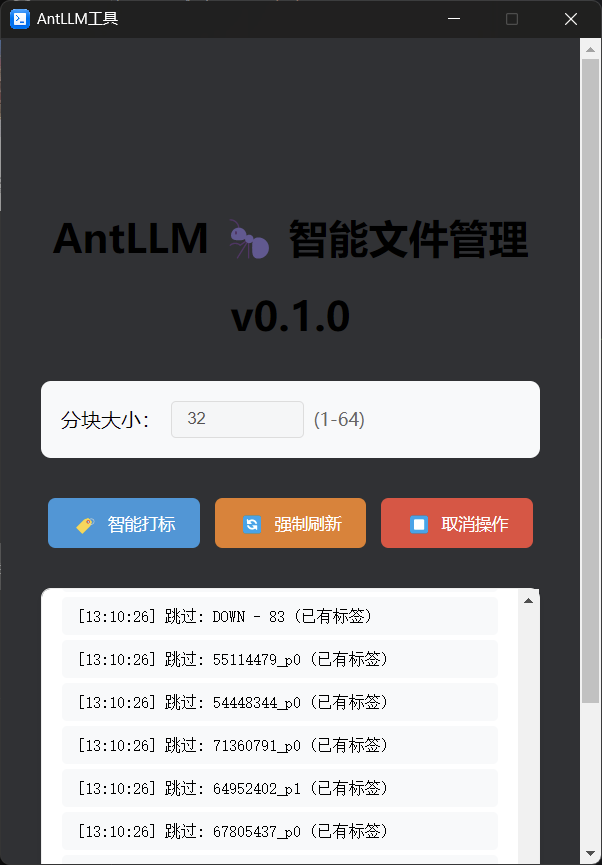 AntLLM工具
AntLLM 🐜 智能文件管理
v0.1.0
分块大小: 32 (1-64)
🏷️ 智能打标 🔄 强制刷新 ⏹️ 取消操作
[13:10:26] 跳过: DOWN - 83 (已有标签)
[13:10:26] 跳过: 55114479_p0 (已有标签)
[13:10:26] 跳过: 54448344_p0 (已有标签)
[13:10:26] 跳过: 71360791_p0 (已有标签)
[13:10:26] 跳过: 64952402_p1 (已有标签)
[13:10:26] 跳过: 67805437_p0 (已有标签)